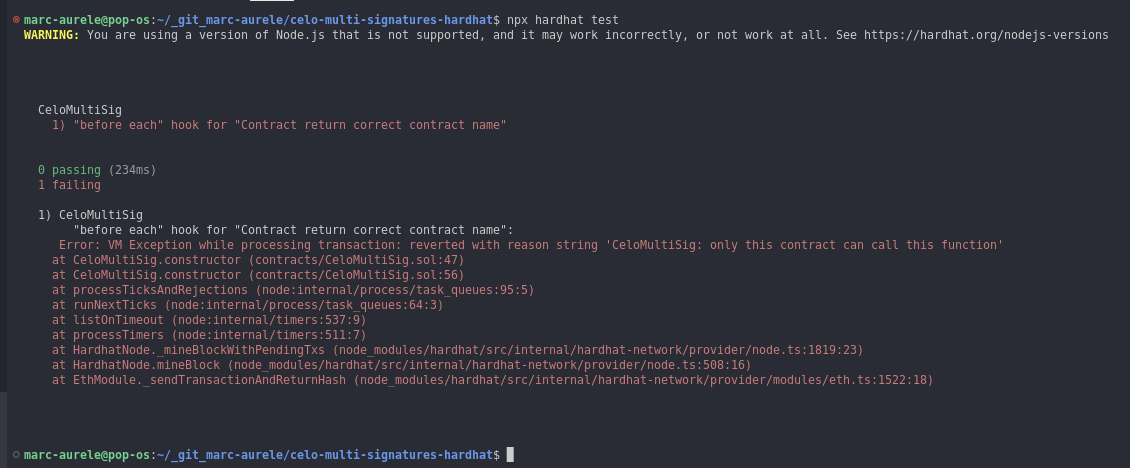 marc-aurele@pop-os:~/_git_marc-aurele/celo-multi-signatures-hardhat$ npx hardhat test
WARNING: You are using a version of Node.js that is not supported, and it may work incorrectly, or not work at all. See https://hardhat.org/nodejs-versions
CeloMultiSig
1) "before each" hook for "Contract return correct contract name"
0 passing (234ms)
1 failing
1) CeloMultiSig
"before each" hook for "Contract return correct contract name":
Error: VM Exception while processing transaction: reverted with reason string 'CeloMultiSig: only this contract can call this function'
at CeloMultiSig.constructor (contracts/CeloMultiSig.sol:47)
at CeloMultiSig.constructor (contracts/CeloMultiSig.sol:56)
at processTicksAndRejections (node:internal/process/task_queues:95:5)
at runNextTicks (node:internal/process/task_queues:64:3)
at listOnTimeout (node:internal/timers:537:9)
at processTimers (node:internal/timers:511:7)
at HardhatNode._mineBlockWithPendingTxs (node_modules/hardhat/src/internal/hardhat-network/provider/node.ts:1819:23)
at HardhatNode.mineBlock (node_modules/hardhat/src/internal/hardhat-network/provider/node.ts:508:16)
at EthModule._sendTransactionAndReturnHash (node_modules/hardhat/src/internal/hardhat-network/provider/modules/eth.ts:1522:18)
marc-aurele@pop-os:~/_git_marc-aurele/celo-multi-signatures-hardhat$